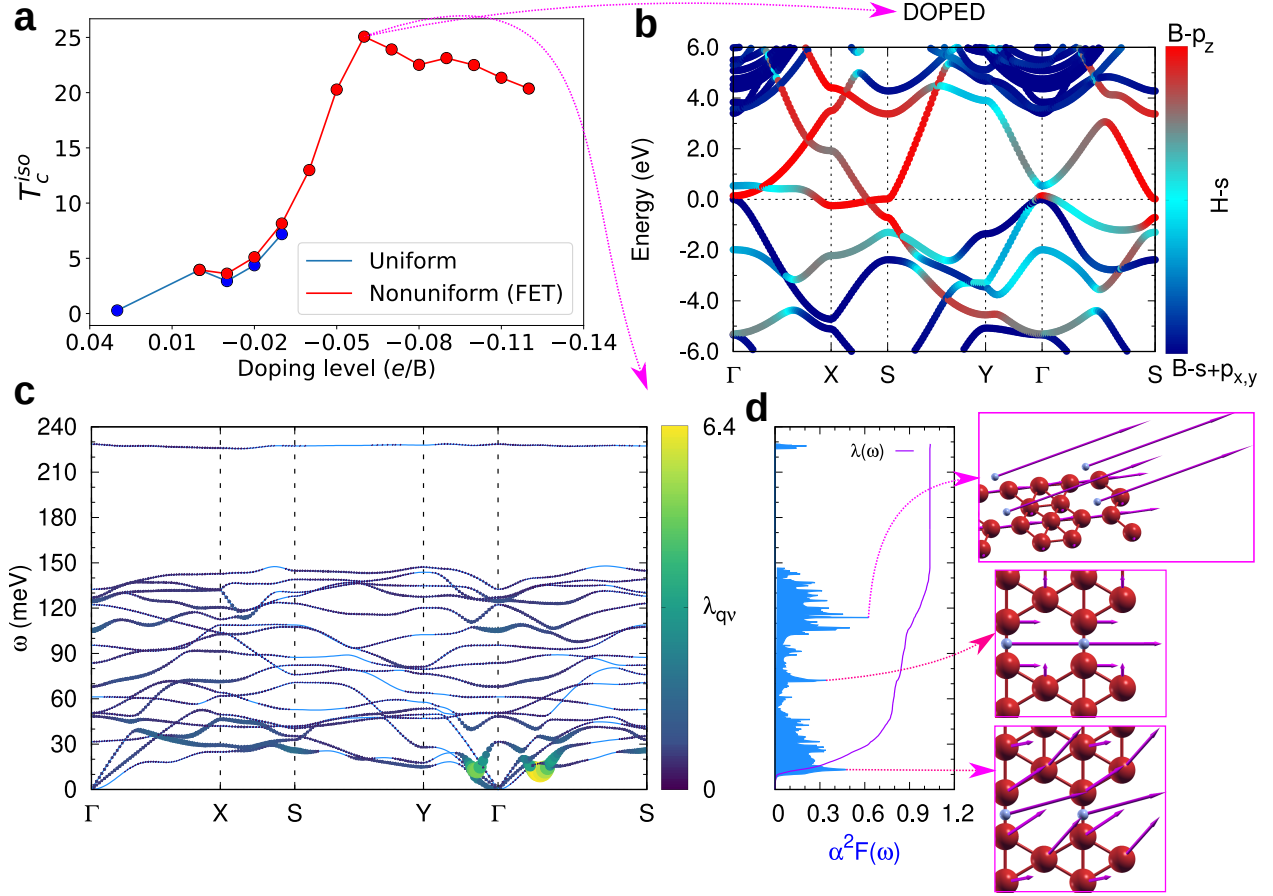 a
25
20
15
10
5
0
T_c^{iso}
Uniform
Nonuniform (FET)
0.04 0.01 −0.02 −0.05 −0.08 −0.11 −0.14
Doping level (e/B)
DOPED
b
6.0
4.0
2.0
0.0
-2.0
-4.0
-6.0
Energy (eV)
Γ X S Y Γ S
B-p_z
H-s
B-s+p_{x,y}
c
240
210
180
150
120
90
60
30
0
ω (meV)
Γ X S Y Γ S
6.4
λ_{qν}
0
d
λ(ω)
0 0.3 0.6 0.9 1.2
α²F(ω)